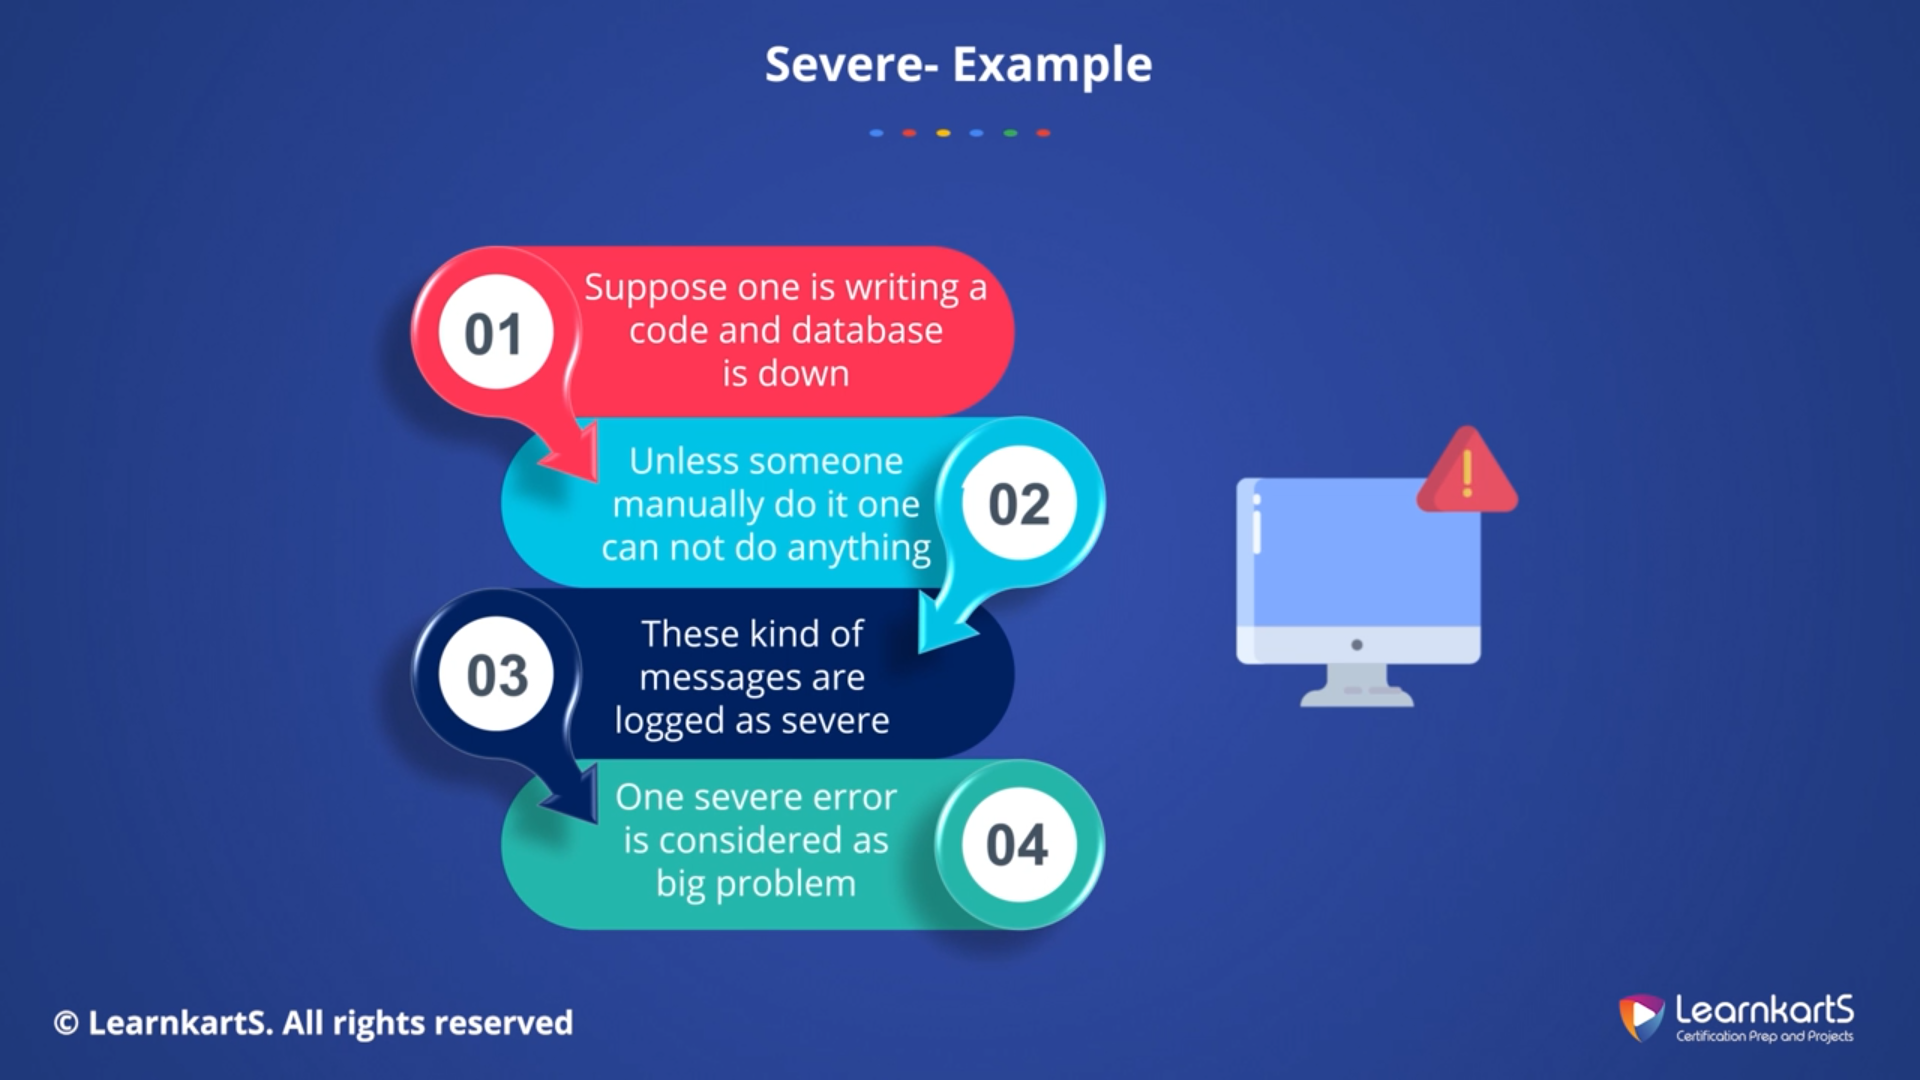 Severe- Example
01
Suppose one is writing a
code and database
is down
Unless someone
manually do it one
can not do anything
02
03
These kind of
messages are
logged as severe
One severe error
is considered as
big problem
04
© LearnkartS. All rights reserved
LearnkartS
Certification Prep and Projects